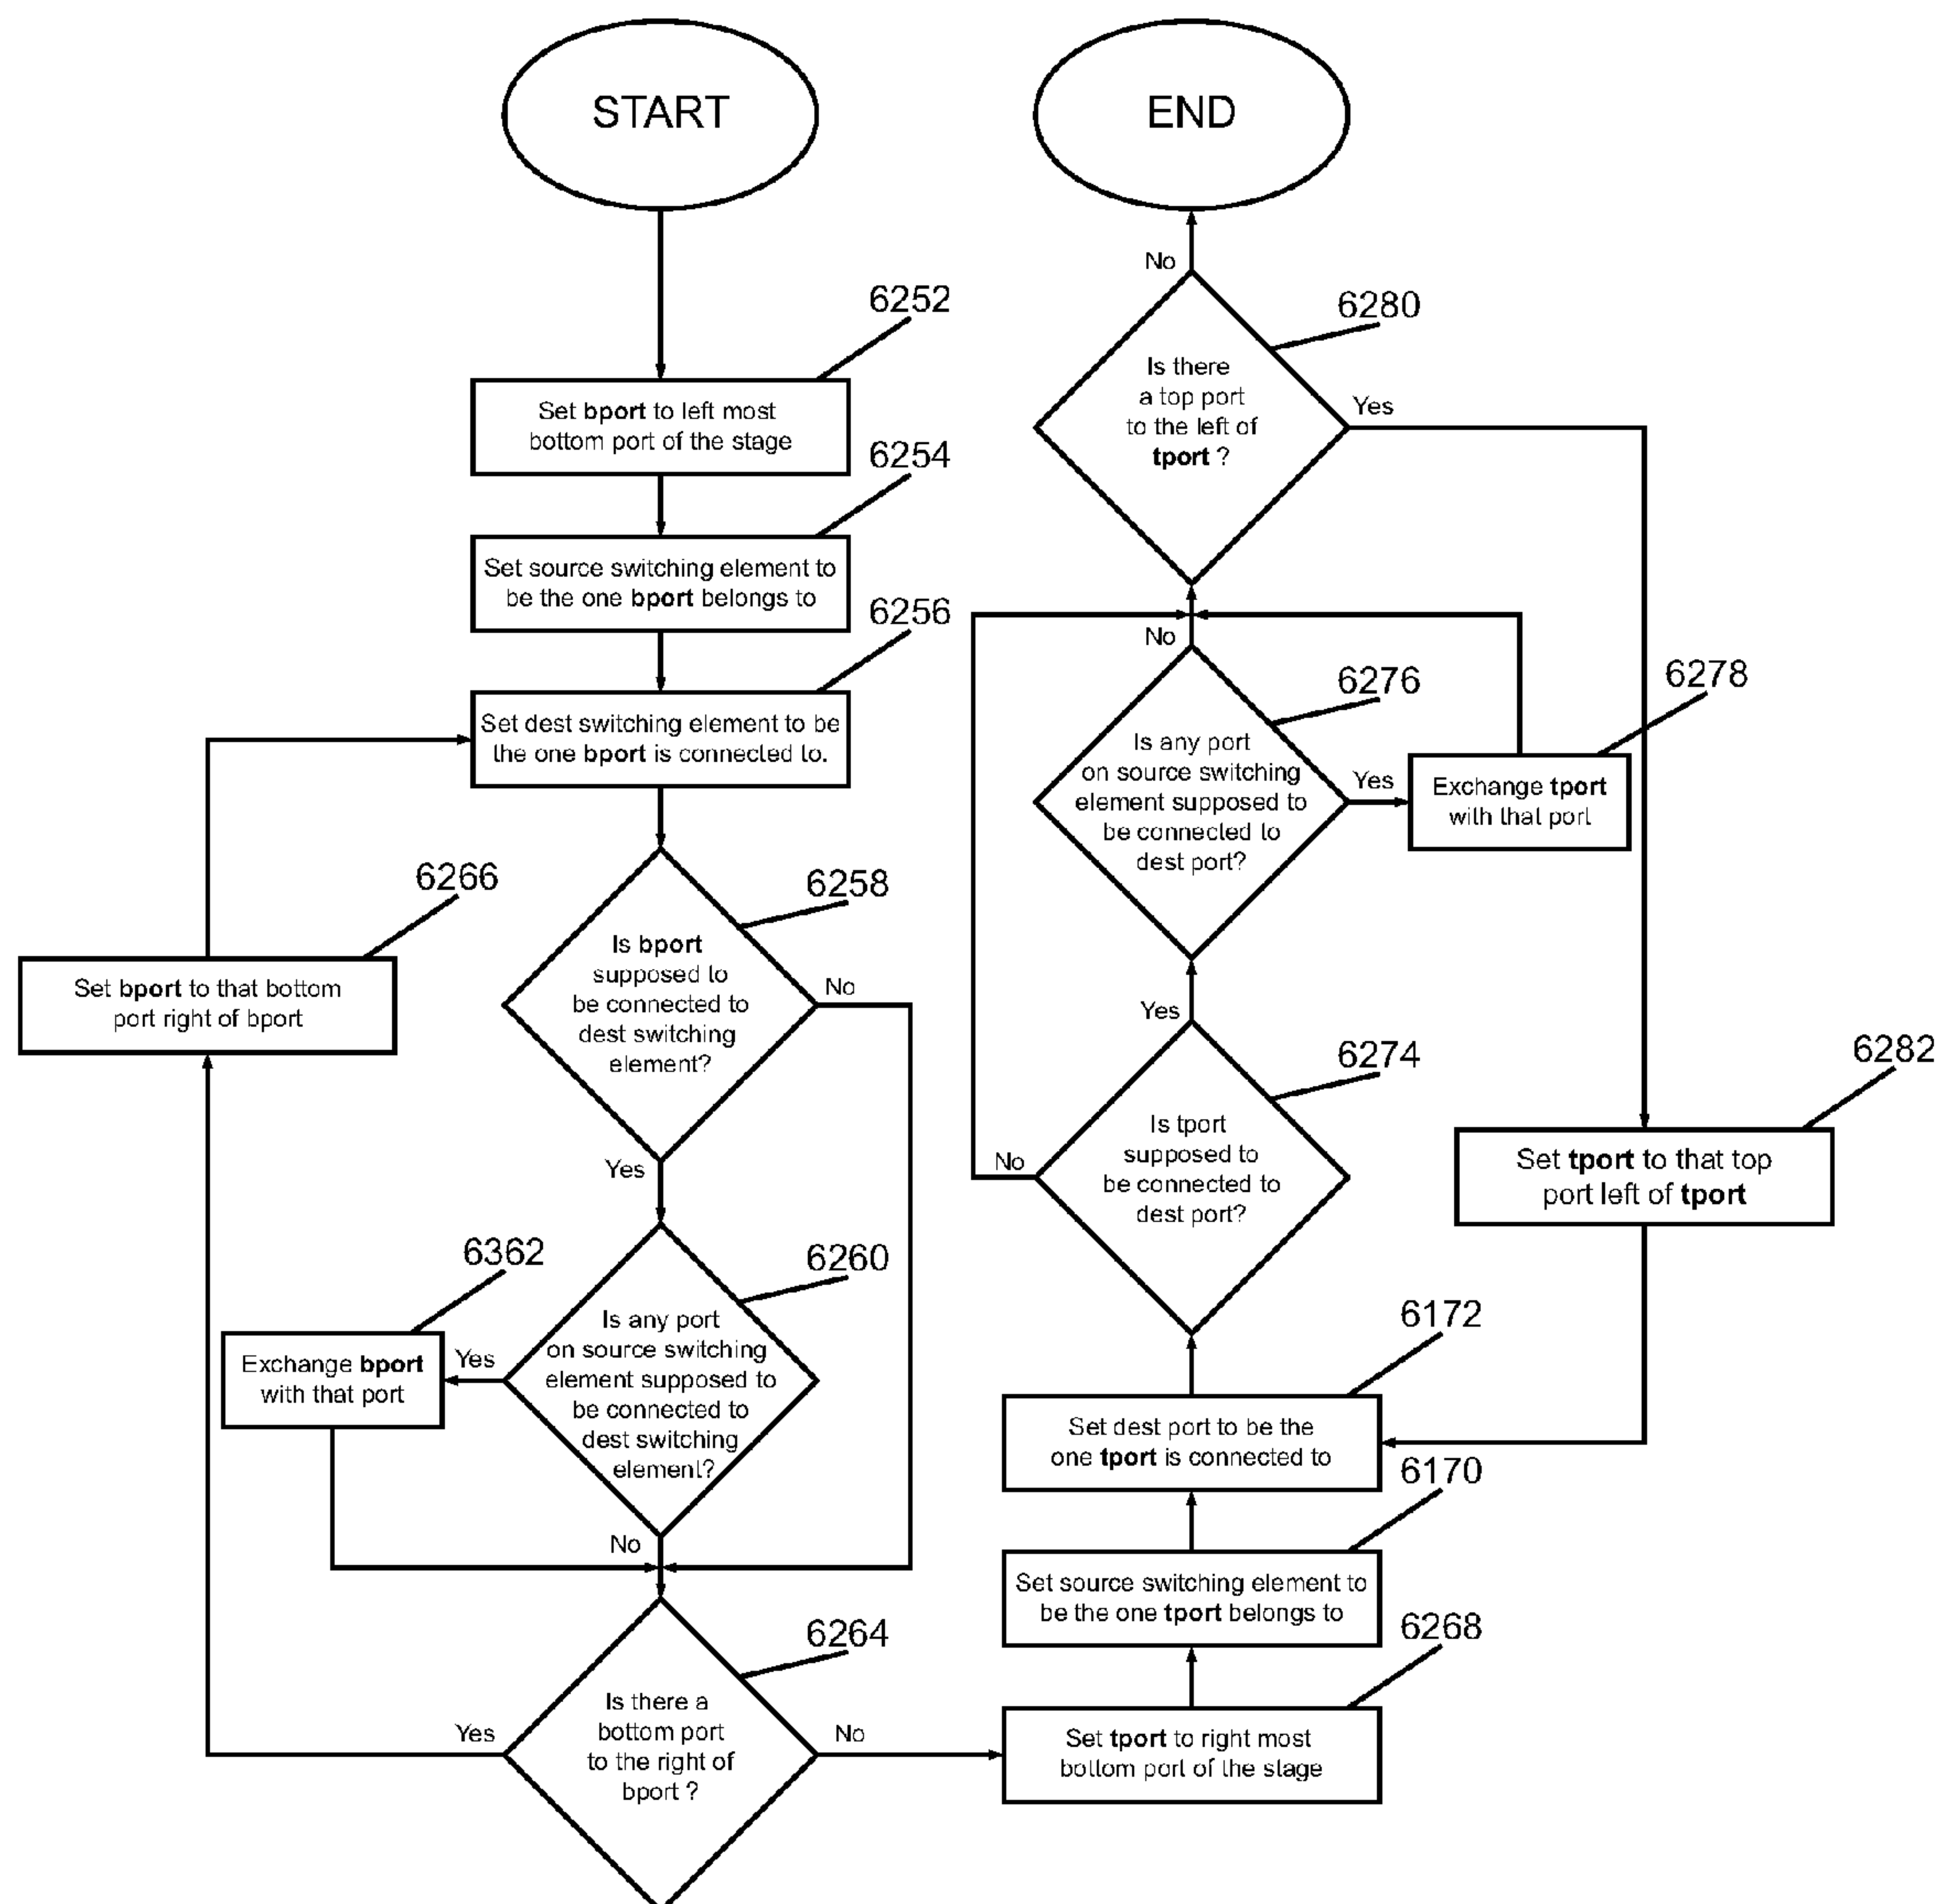 START
6252
Set bport to left most
bottom port of the stage
6254
Set source switching element to
be the one bport belongs to
6256
Set dest switching element to be
the one bport is connected to.
6266
Set bport to that bottom
port right of bport
6258
Is bport
supposed to
be connected to
dest switching
element?
No
Yes
6362
Exchange bport
with that port
Yes
6260
Is any port
on source switching
element supposed to
be connected to
dest switching
element?
No
6264
Is there a
bottom port
to the right of
bport ?
Yes
No
END
No
6280
Is there
a top port
to the left of
tport ?
Yes
No
6276
Is any port
on source switching
element supposed to
be connected to
dest port?
Yes
6278
Exchange tport
with that port
Yes
6274
Is tport
supposed to
be connected to
dest port?
No
6282
Set tport to that top
port left of tport
6172
Set dest port to be the
one tport is connected to
6170
Set source switching element to
be the one tport belongs to
6268
Set tport to right most
bottom port of the stage